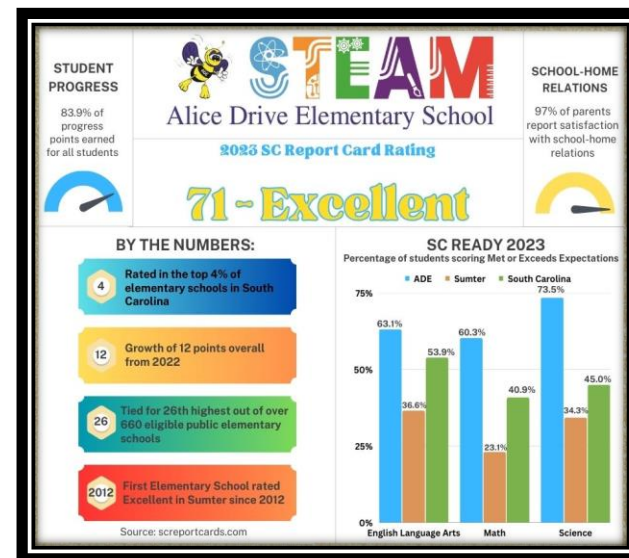 STUDENT
PROGRESS
83.9% of
progress
points earned
for all students
STEAM
Alice Drive Elementary School
2023 SC Report Card Rating
71 - Excellent
SCHOOL-HOME
RELATIONS
97% of parents
report satisfaction
with school-home
relations
BY THE NUMBERS:
4
Rated in the top 4% of
elementary schools in South
Carolina
12
Growth of 12 points overall
from 2022
26
Tied for 26th highest out of over
660 eligible public elementary
schools
2012
First Elementary School rated
Excellent in Sumter since 2012
Source: screportcards.com
SC READY 2023
Percentage of students scoring Met or Exceeds Expectations
ADE Sumter South Carolina
75%
50%
25%
0%
63.1%
36.6%
53.9%
60.3%
23.1%
40.9%
73.5%
34.3%
45.0%
English Language Arts Math Science